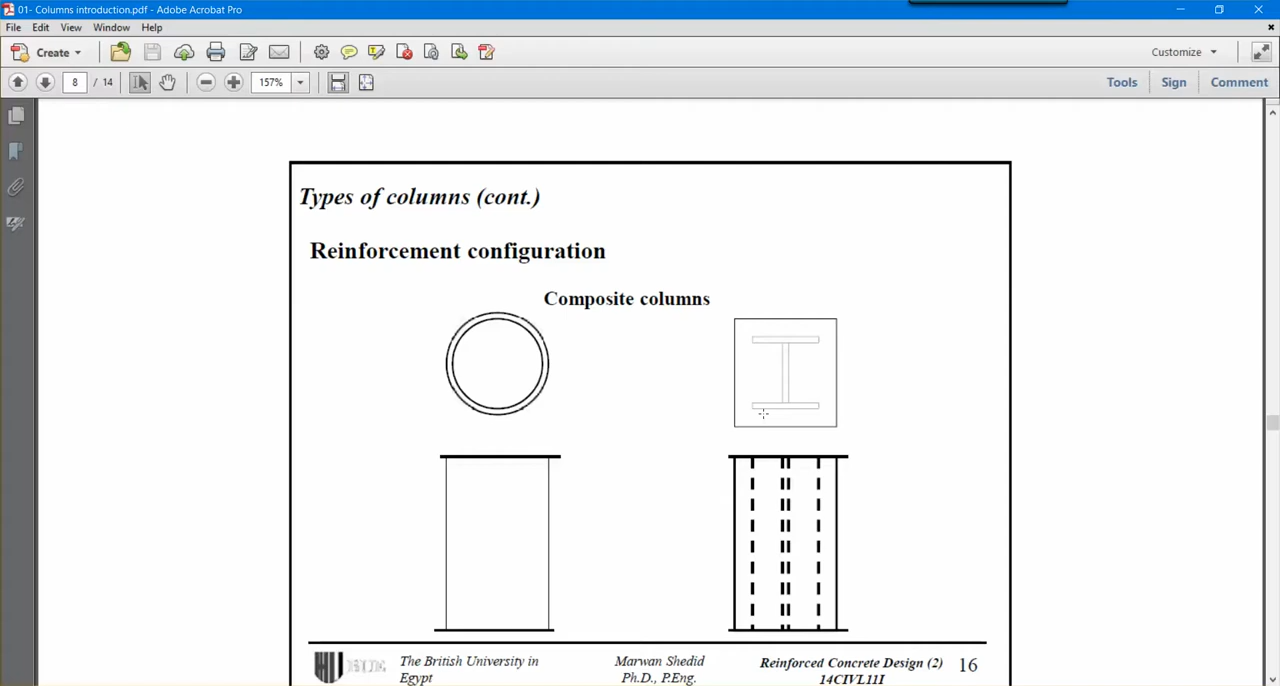 01- Columns introduction.pdf - Adobe Acrobat Pro
File Edit View Window Help
Create Customize
8 / 14 157% Tools Sign Comment
Types of columns (cont.)
Reinforcement configuration
Composite columns
The British University in
Egypt
Marwan Shedid
Ph.D., P.Eng.
Reinforced Concrete Design (2)
14CIVL11I
16